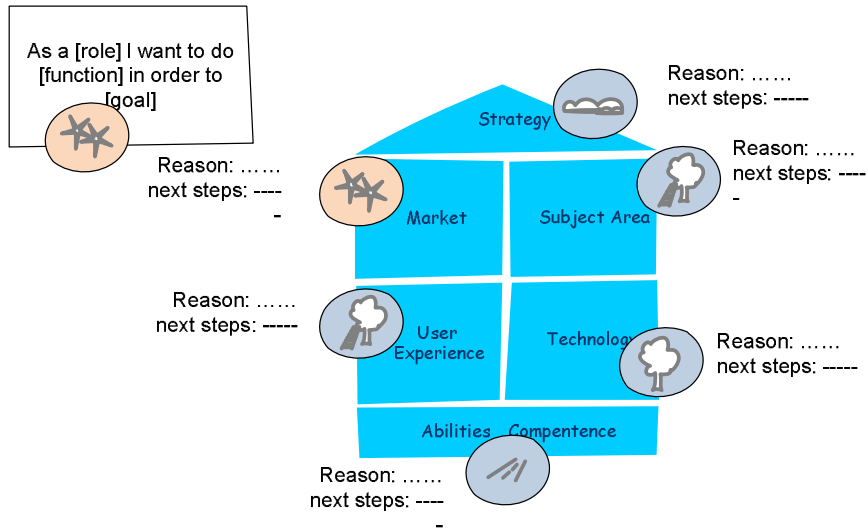 As a [role] I want to do
[function] in order to
[goal]
Reason: ……
next steps: -----
Strategy
Reason: ……
next steps: ----
-
Reason: ……
next steps: ----
-
Market
Subject Area
Reason: ……
next steps: -----
User
Experience
Technology
Reason: ……
next steps: -----
Abilities Compentence
Reason: ……
next steps: ----
-